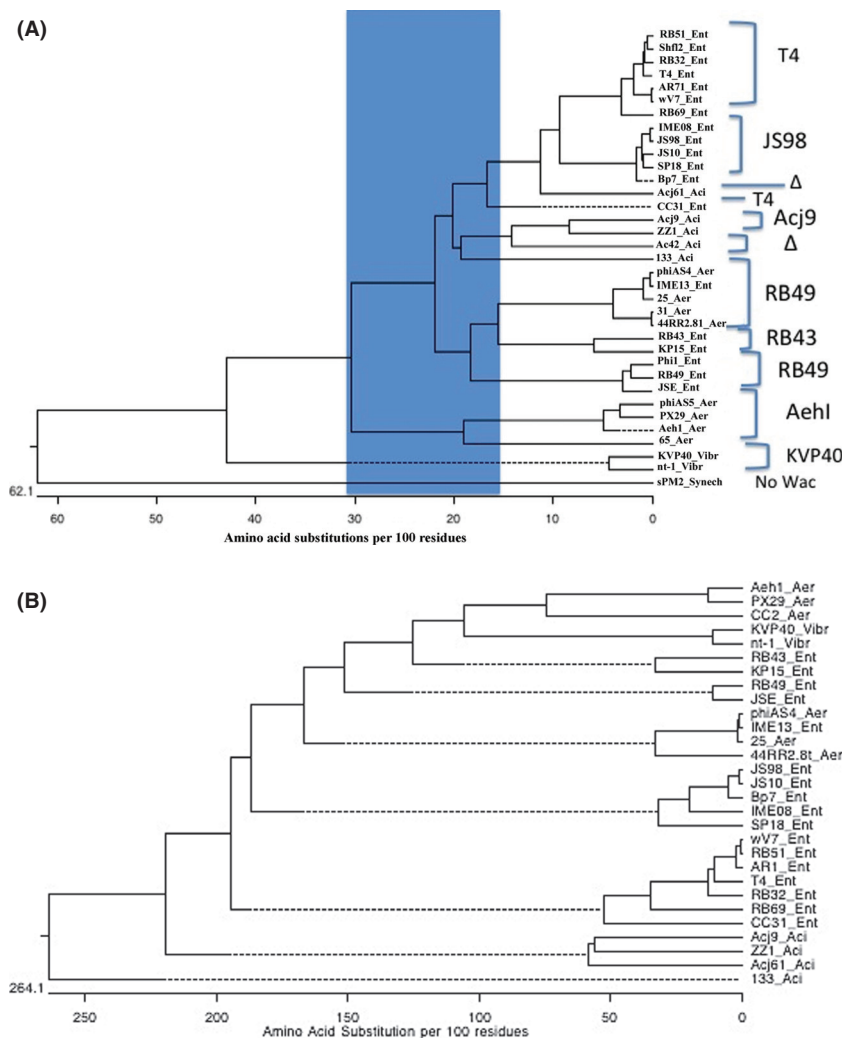 (A)
RB51_Ent
Shfl2_Ent
RB32_Ent
T4_Ent
AR71_Ent
wV7_Ent
T4
RB69_Ent
IME08_Ent
JS98_Ent
JS10_Ent
SP18_Ent
JS98
Bp7_Ent
Δ
Acj61_Aci
T4
CC31_Ent
Acj9_Aci
ZZ1_Aci
Acj9
Ac42_Aci
Δ
133_Aci
phiAS4_Aer
IME13_Ent
25_Aer
31_Aer
44RR2.81_Aer
RB49
RB43_Ent
KP15_Ent
RB43
Phi1_Ent
RB49_Ent
JSE_Ent
RB49
phiAS5_Aer
PX29_Aer
Aeh1_Aer
65_Aer
AehI
KVP40_Vibr
nt-1_Vibr
KVP40
sPM2_Synech
No Wac
62.1
60 50 40 30 20 10 0
Amino acid substitutions per 100 residues
(B)
Aeh1_Aer
PX29_Aer
CC2_Aer
KVP40_Vibr
nt-1_Vibr
RB43_Ent
KP15_Ent
RB49_Ent
JSE_Ent
phiAS4_Aer
IME13_Ent
25_Aer
44RR2.8t_Aer
JS98_Ent
JS10_Ent
Bp7_Ent
IME08_Ent
SP18_Ent
wV7_Ent
RB51_Ent
AR1_Ent
T4_Ent
RB32_Ent
RB69_Ent
CC31_Ent
Acj9_Aci
ZZ1_Aci
Acj61_Aci
133_Aci
264.1
250 200 150 100 50 0
Amino Acid Substitution per 100 residues